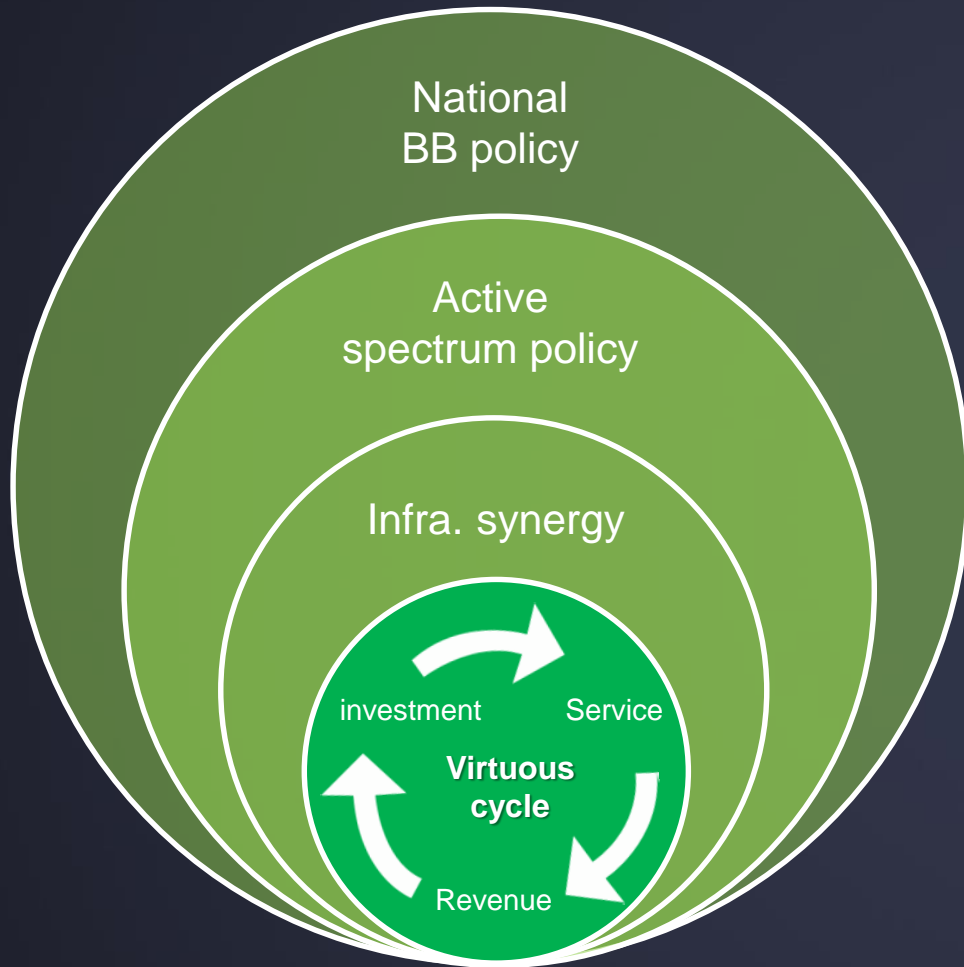 National
BB policy
Active
spectrum policy
Infra. synergy
investment
Service
Virtuous
cycle
Revenue